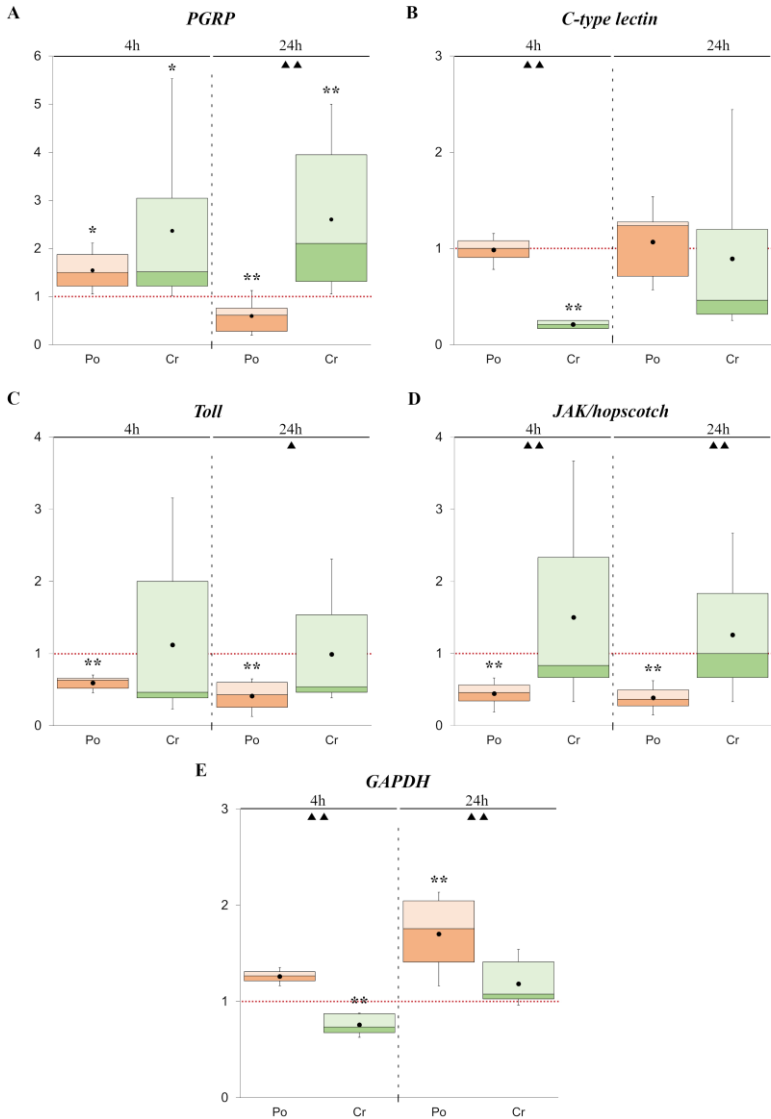 A PGRP
4h 24h
* ▲▲
**
*
**
6
5
4
3
2
1
0
Po Cr Po Cr
B C-type lectin
4h 24h
▲▲
**
3
2
1
0
Po Cr Po Cr
C Toll
4h 24h
▲
** **
4
3
2
1
0
Po Cr Po Cr
D JAK/hopscotch
4h 24h
▲▲ ▲▲
** **
4
3
2
1
0
Po Cr Po Cr
E GAPDH
4h 24h
▲▲ ▲▲
**
**
3
2
1
0
Po Cr Po Cr